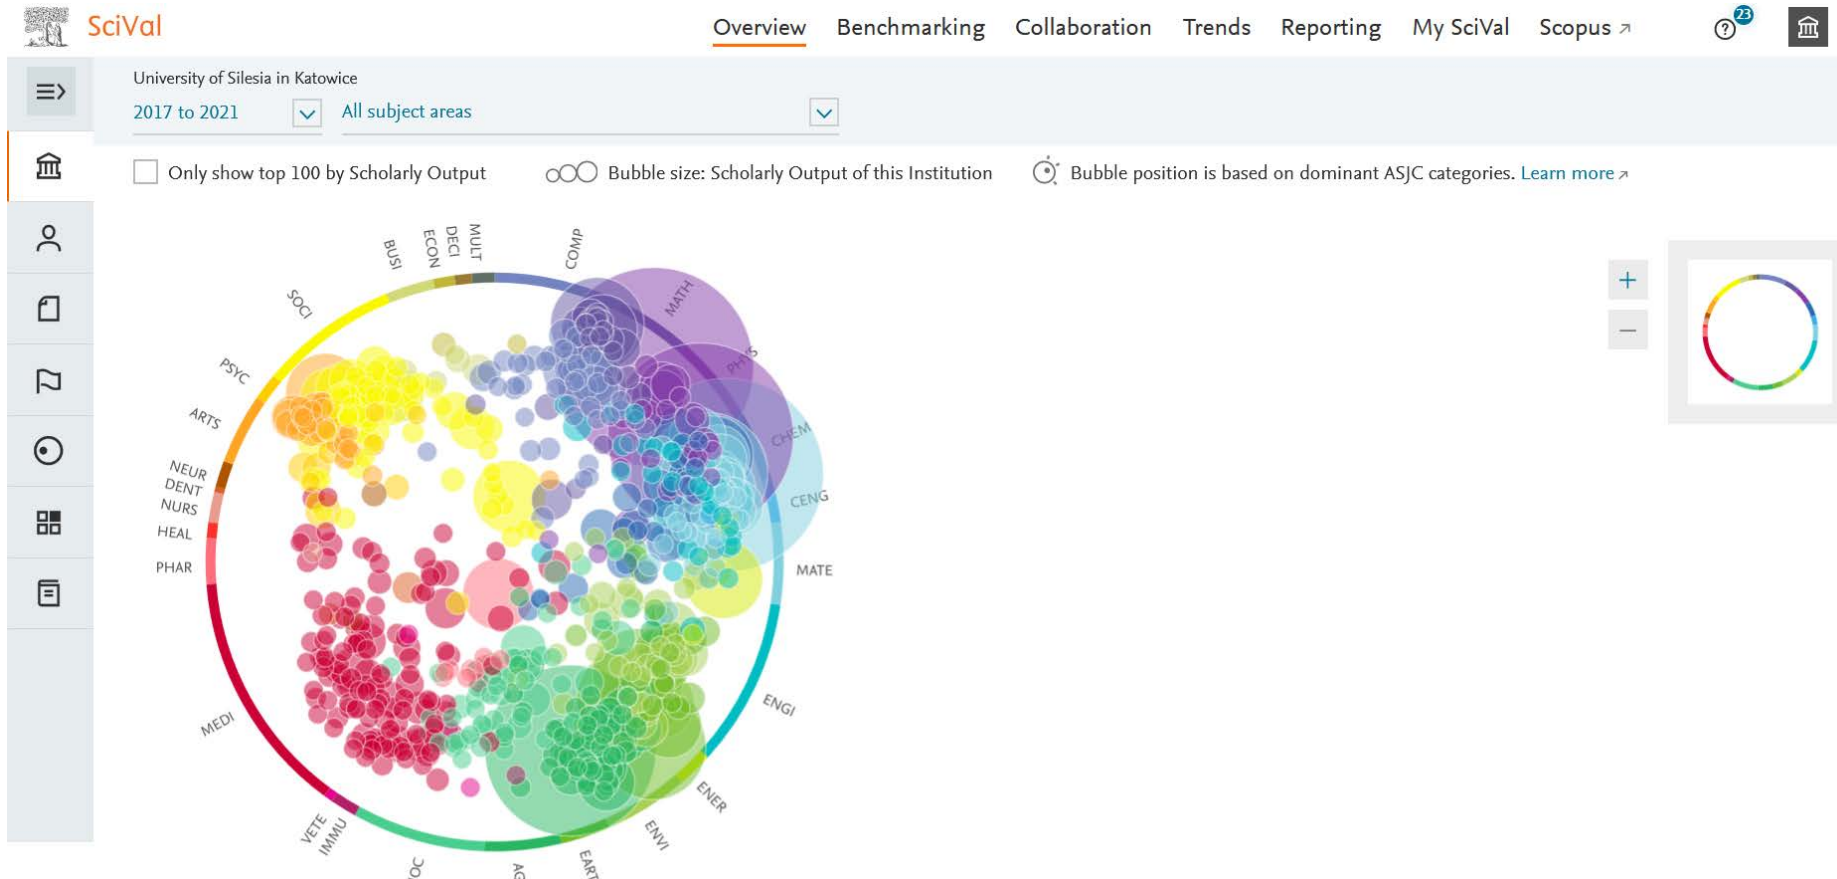 SciVal
Overview Benchmarking Collaboration Trends Reporting My SciVal Scopus ↗
23
University of Silesia in Katowice
2017 to 2021 All subject areas
Only show top 100 by Scholarly Output Bubble size: Scholarly Output of this Institution Bubble position is based on dominant ASJC categories. Learn more ↗
MULT
DECI
ECON
BUSI
COMP
SOCI
MATH
PSYC
PHYS
ARTS
CHEM
NEUR
DENT
CENG
NURS
HEAL
PHAR
MATE
MEDI
ENGI
ENER
VETE
IMMU
ENVI
EART